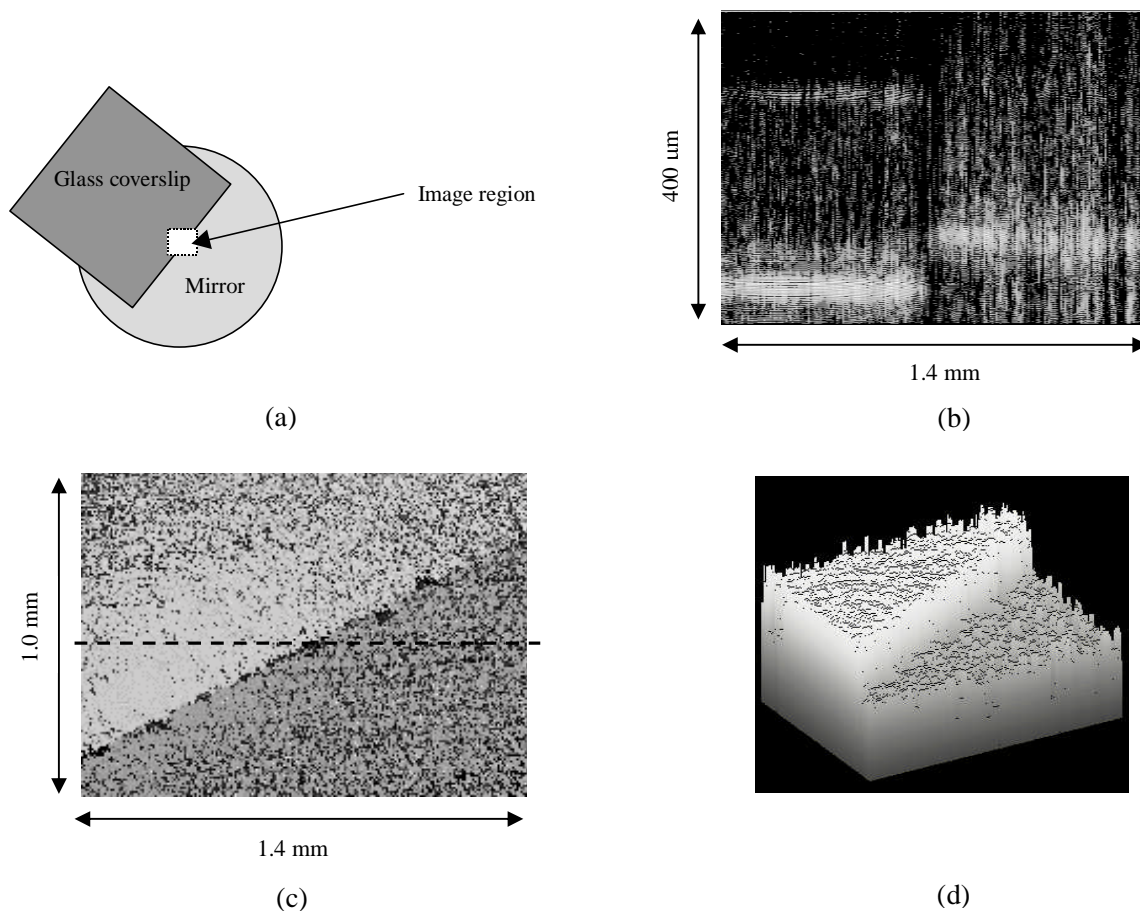 Glass coverslip
Image region
Mirror
(a)
400 um
1.4 mm
(b)
1.0 mm
1.4 mm
(c)
(d)